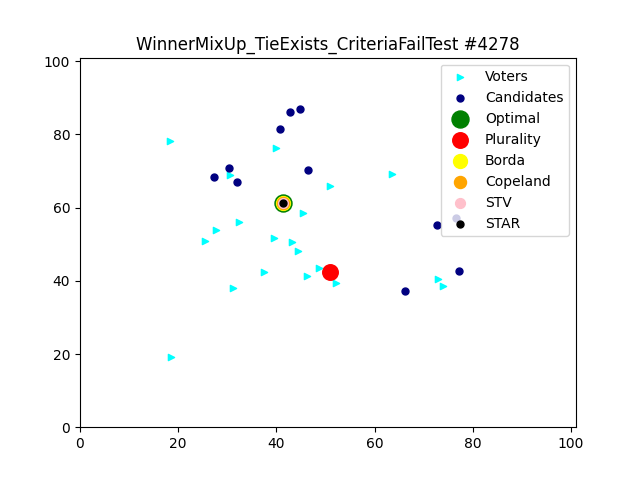 WinnerMixUp_TieExists_CriteriaFailTest #4278
100
80
60
40
20
0
0 20 40 60 80 100
Voters
Candidates
Optimal
Plurality
Borda
Copeland
STV
STAR